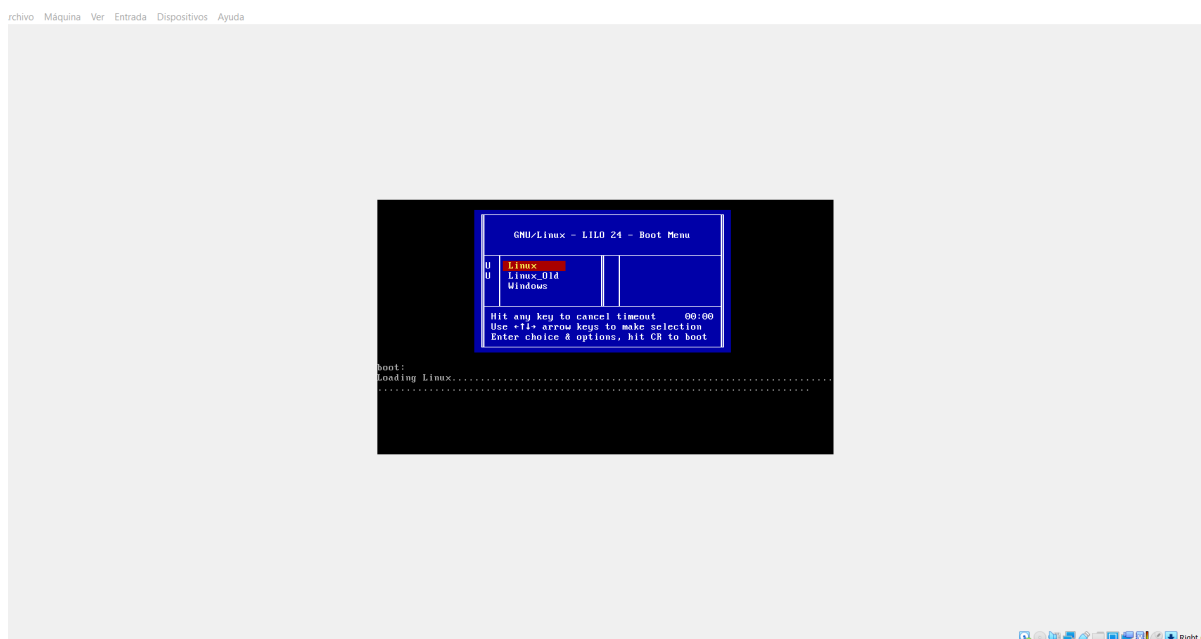 rchivo Máquina Ver Entrada Dispositivos Ayuda
GNU/Linux - LILO 24 - Boot Menu
U Linux
U Linux_Old
Windows
Hit any key to cancel timeout 00:00
Use ←↑↓→ arrow keys to make selection
Enter choice & options, hit CR to boot
boot:
Loading Linux....................................................................
.............................................................................
Right